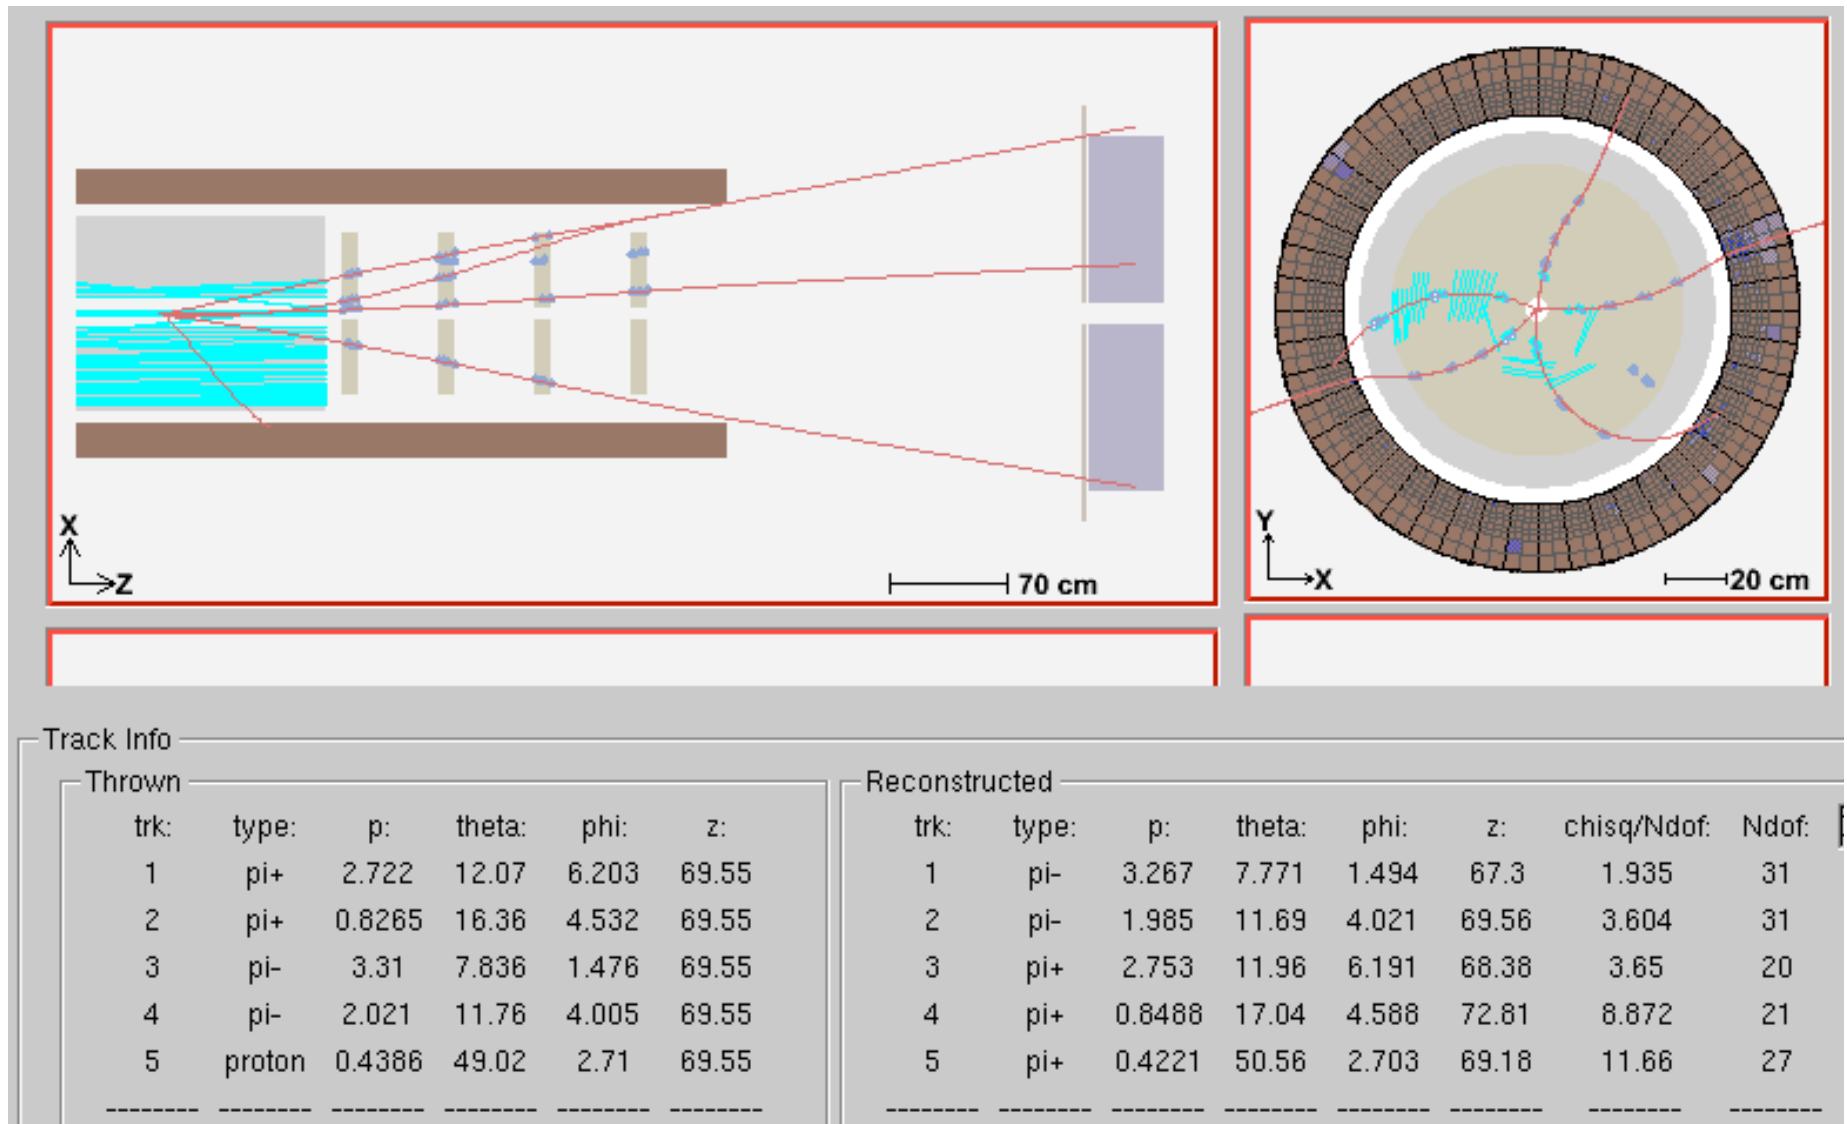 X
Z
70 cm
Y
X
20 cm
Track Info
Thrown
trk: type: p: theta: phi: z:
1 pi+ 2.722 12.07 6.203 69.55
2 pi+ 0.8265 16.36 4.532 69.55
3 pi- 3.31 7.836 1.476 69.55
4 pi- 2.021 11.76 4.005 69.55
5 proton 0.4386 49.02 2.71 69.55
-------- -------- -------- -------- -------- --------
Reconstructed
trk: type: p: theta: phi: z: chisq/Ndof: Ndof:
1 pi- 3.267 7.771 1.494 67.3 1.935 31
2 pi- 1.985 11.69 4.021 69.56 3.604 31
3 pi+ 2.753 11.96 6.191 68.38 3.65 20
4 pi+ 0.8488 17.04 4.588 72.81 8.872 21
5 pi+ 0.4221 50.56 2.703 69.18 11.66 27
-------- -------- -------- -------- -------- -------- -------- --------